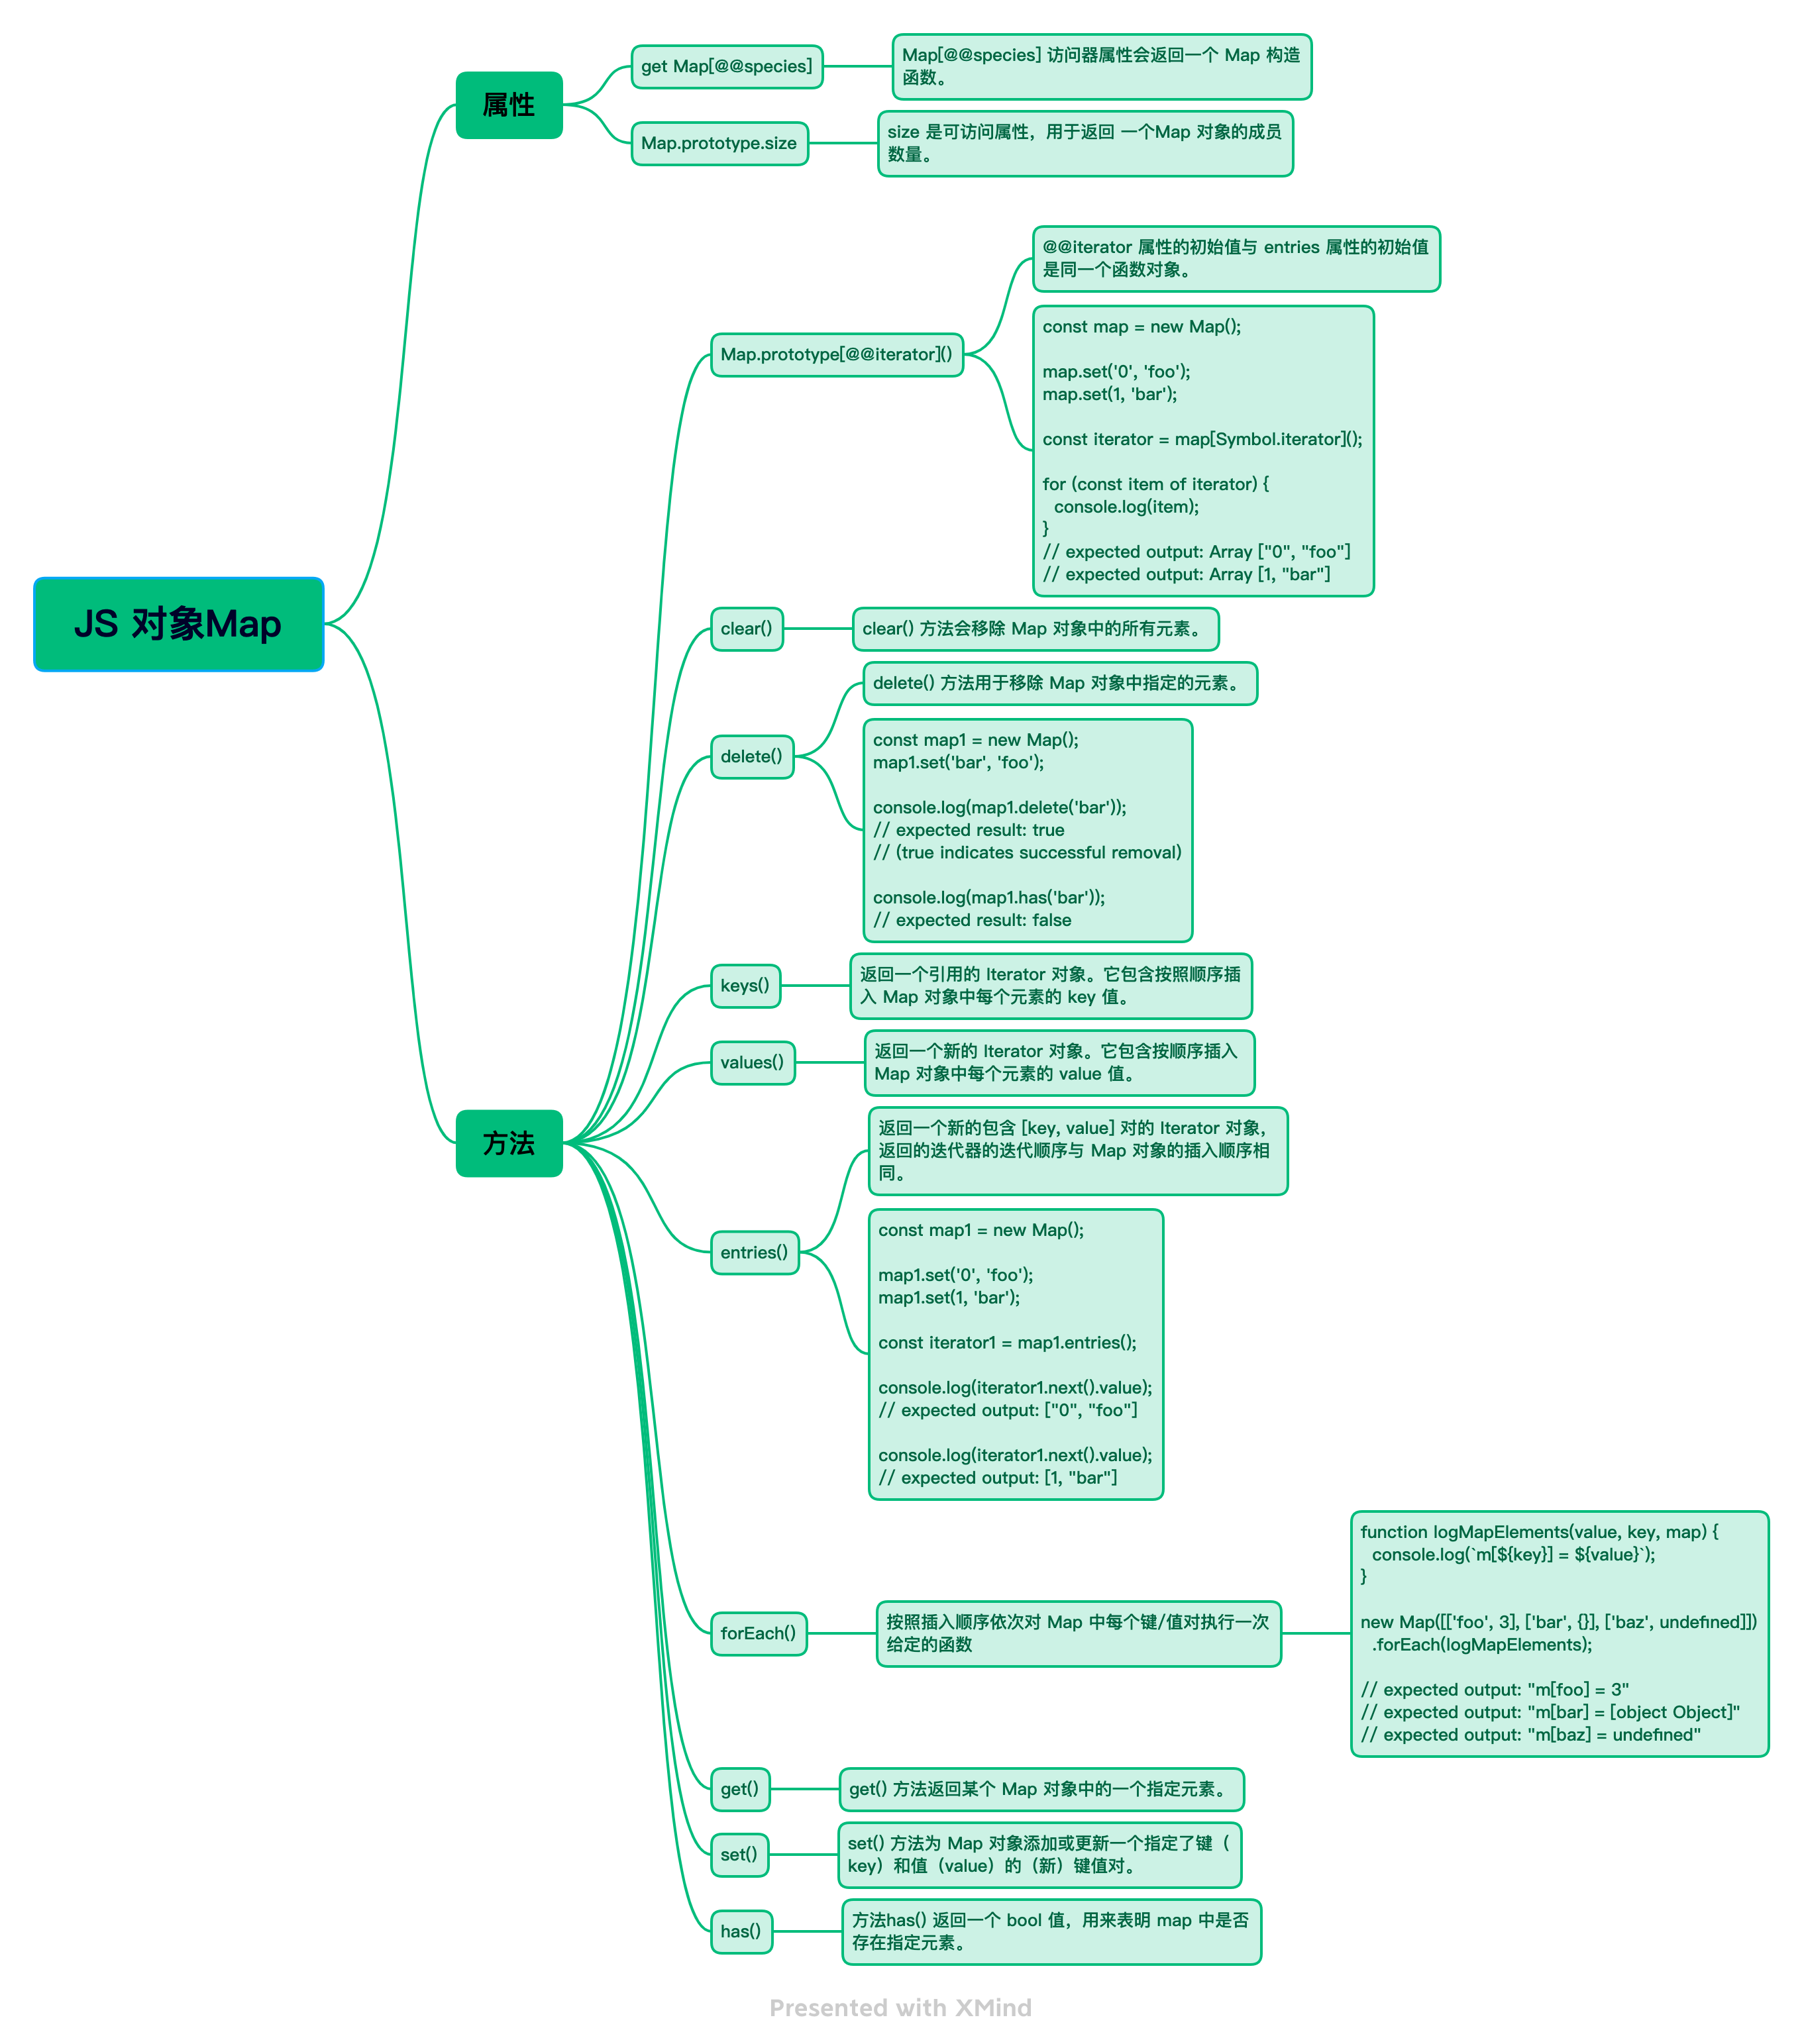 JS 对象Map
属性
get Map[@@species]
Map[@@species] 访问器属性会返回一个 Map 构造
函数。
Map.prototype.size
size 是可访问属性，用于返回 一个Map 对象的成员
数量。
方法
Map.prototype[@@iterator]()
@@iterator 属性的初始值与 entries 属性的初始值
是同一个函数对象。
const map = new Map();
map.set('0', 'foo');
map.set(1, 'bar');
const iterator = map[Symbol.iterator]();
for (const item of iterator) {
  console.log(item);
}
// expected output: Array ["0", "foo"]
// expected output: Array [1, "bar"]
clear()
clear() 方法会移除 Map 对象中的所有元素。
delete()
delete() 方法用于移除 Map 对象中指定的元素。
const map1 = new Map();
map1.set('bar', 'foo');
console.log(map1.delete('bar'));
// expected result: true
// (true indicates successful removal)
console.log(map1.has('bar'));
// expected result: false
keys()
返回一个引用的 Iterator 对象。它包含按照顺序插
入 Map 对象中每个元素的 key 值。
values()
返回一个新的 Iterator 对象。它包含按顺序插入
Map 对象中每个元素的 value 值。
entries()
返回一个新的包含 [key, value] 对的 Iterator 对象，
返回的迭代器的迭代顺序与 Map 对象的插入顺序相
同。
const map1 = new Map();
map1.set('0', 'foo');
map1.set(1, 'bar');
const iterator1 = map1.entries();
console.log(iterator1.next().value);
// expected output: ["0", "foo"]
console.log(iterator1.next().value);
// expected output: [1, "bar"]
forEach()
按照插入顺序依次对 Map 中每个键/值对执行一次
给定的函数
function logMapElements(value, key, map) {
  console.log(`m[${key}] = ${value}`);
}
new Map([['foo', 3], ['bar', {}], ['baz', undefined]])
  .forEach(logMapElements);
// expected output: "m[foo] = 3"
// expected output: "m[bar] = [object Object]"
// expected output: "m[baz] = undefined"
get()
get() 方法返回某个 Map 对象中的一个指定元素。
set()
set() 方法为 Map 对象添加或更新一个指定了键（
key）和值（value）的（新）键值对。
has()
方法has() 返回一个 bool 值，用来表明 map 中是否
存在指定元素。
Presented with XMind